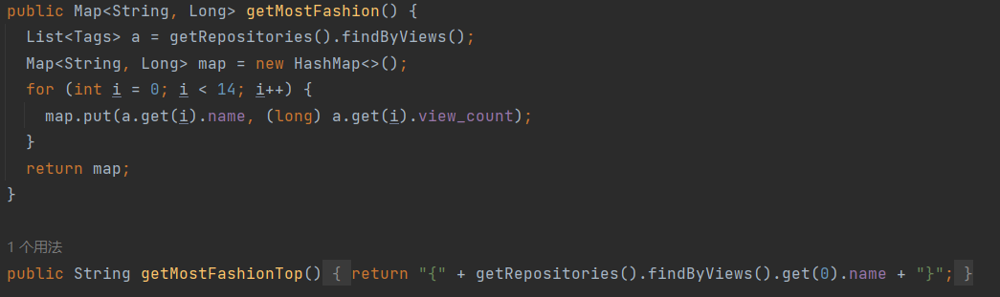 public Map<String, Long> getMostFashion() {
  List<Tags> a = getRepositories().findByViews();
  Map<String, Long> map = new HashMap<>();
  for (int i = 0; i < 14; i++) {
    map.put(a.get(i).name, (long) a.get(i).view_count);
  }
  return map;
}
1 个用法
public String getMostFashionTop() { return "{" + getRepositories().findByViews().get(0).name + "}"; }